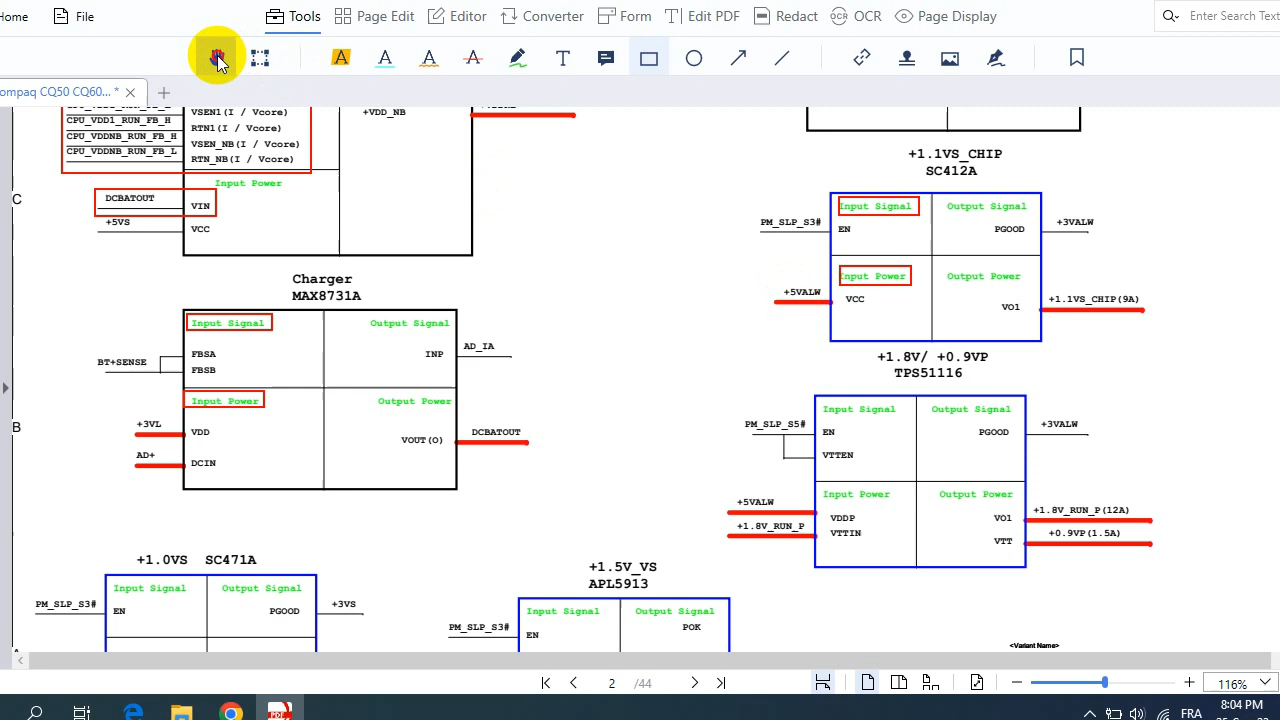 Home File Tools Page Edit Editor Converter Form Edit PDF Redact OCR Page Display Enter Search Text
ompaq CQ50 CQ60... *
VSEN1(I / Vcore) +VDD_NB
CPU_VDD1_RUN_FB_H RTN1(I / Vcore)
CPU_VDDNB_RUN_FB_H VSEN_NB(I / Vcore)
CPU_VDDNB_RUN_FB_L RTN_NB(I / Vcore)
Input Power
DCBATOUT VIN
+5VS VCC
C
+1.1VS_CHIP
SC412A
Input Signal Output Signal
PM_SLP_S3# EN PGOOD +3VALW
Input Power Output Power
+5VALW VCC VO1 +1.1VS_CHIP(9A)
Charger
MAX8731A
Input Signal Output Signal
BT+SENSE FBSA INP AD_IA
FBSB
Input Power Output Power
+3VL VDD VOUT(O) DCBATOUT
AD+ DCIN
B
+1.8V/ +0.9VP
TPS51116
Input Signal Output Signal
PM_SLP_S5# EN PGOOD +3VALW
VTTEN
Input Power Output Power
+5VALW VDDP VO1 +1.8V_RUN_P(12A)
+1.8V_RUN_P VTTIN VTT +0.9VP(1.5A)
+1.0VS SC471A
Input Signal Output Signal
PM_SLP_S3# EN PGOOD +3VS
+1.5V_VS
APL5913
Input Signal Output Signal
PM_SLP_S3# EN POK
<Variant Name>
2 /44 116%
FRA 8:04 PM